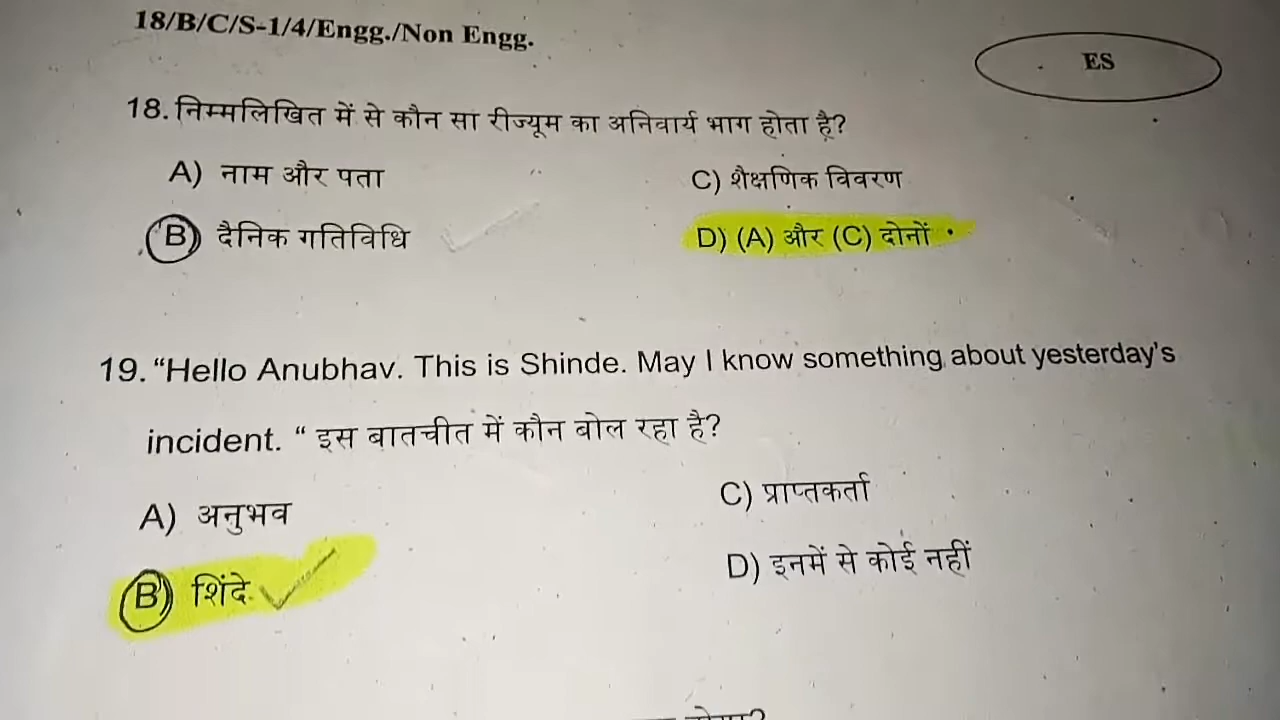 18/B/C/S-1/4/Engg./Non Engg.
ES
18. निम्मलिखित में से कौन सा रीज्यूम का अनिवार्य भाग होता है?
A) नाम और पता
C) शैक्षणिक विवरण
B) दैनिक गतिविधि
D) (A) और (C) दोनों
19. “Hello Anubhav. This is Shinde. May I know something about yesterday's
incident. “ इस बातचीत में कौन बोल रहा है?
A) अनुभव
C) प्राप्तकर्ता
B) शिंदे
D) इनमें से कोई नहीं